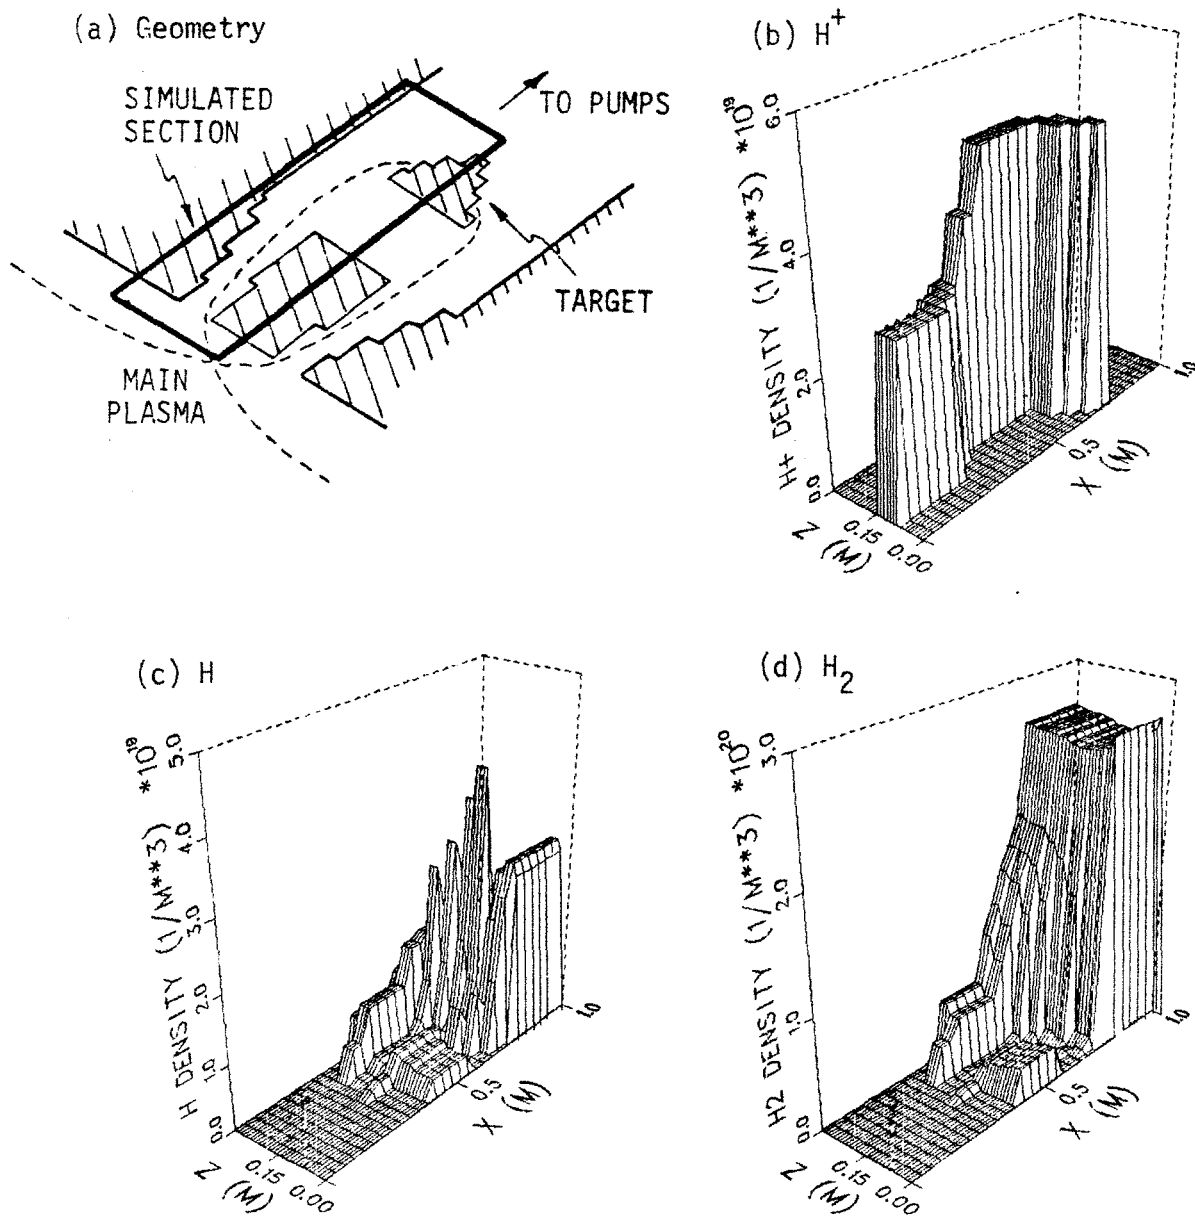 (a) Geometry
SIMULATED
SECTION
TO PUMPS
TARGET
MAIN
PLASMA
(b) H+
H+ DENSITY (1/M**3) *10^19
6.0
4.0
2.0
0.0
Z (M)
0.15
0.00
X (M)
0.5
1.0
(c) H
H DENSITY (1/M**3) *10^19
5.0
4.0
3.0
2.0
1.0
0.0
Z (M)
0.15
0.00
X (M)
0.5
1.0
(d) H2
H2 DENSITY (1/M**3) *10^20
3.0
2.0
1.0
0.0
Z (M)
0.15
0.00
X (M)
0.5
1.0